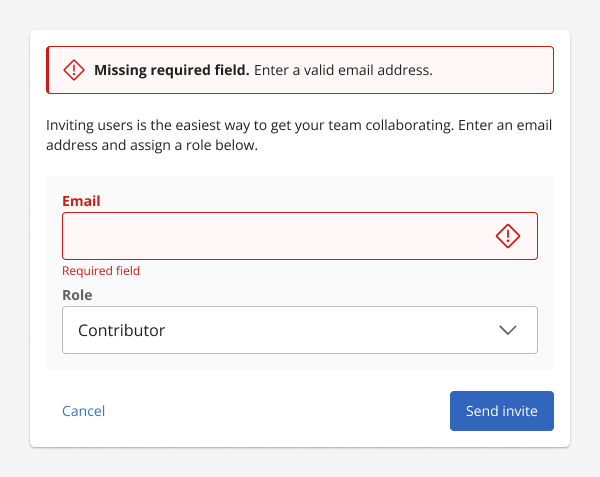 Missing required field. Enter a valid email address.
Inviting users is the easiest way to get your team collaborating. Enter an email
address and assign a role below.
Email
Required field
Role
Contributor
Cancel
Send invite